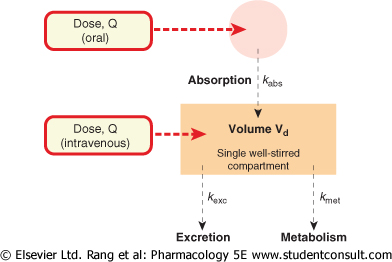 Dose, Q
(oral)
Absorption
kabs
Dose, Q
(intravenous)
Volume Vd
Single well-stirred
compartment
kexc
kmet
Excretion
Metabolism
© Elsevier Ltd. Rang et al: Pharmacology 5E www.studentconsult.com